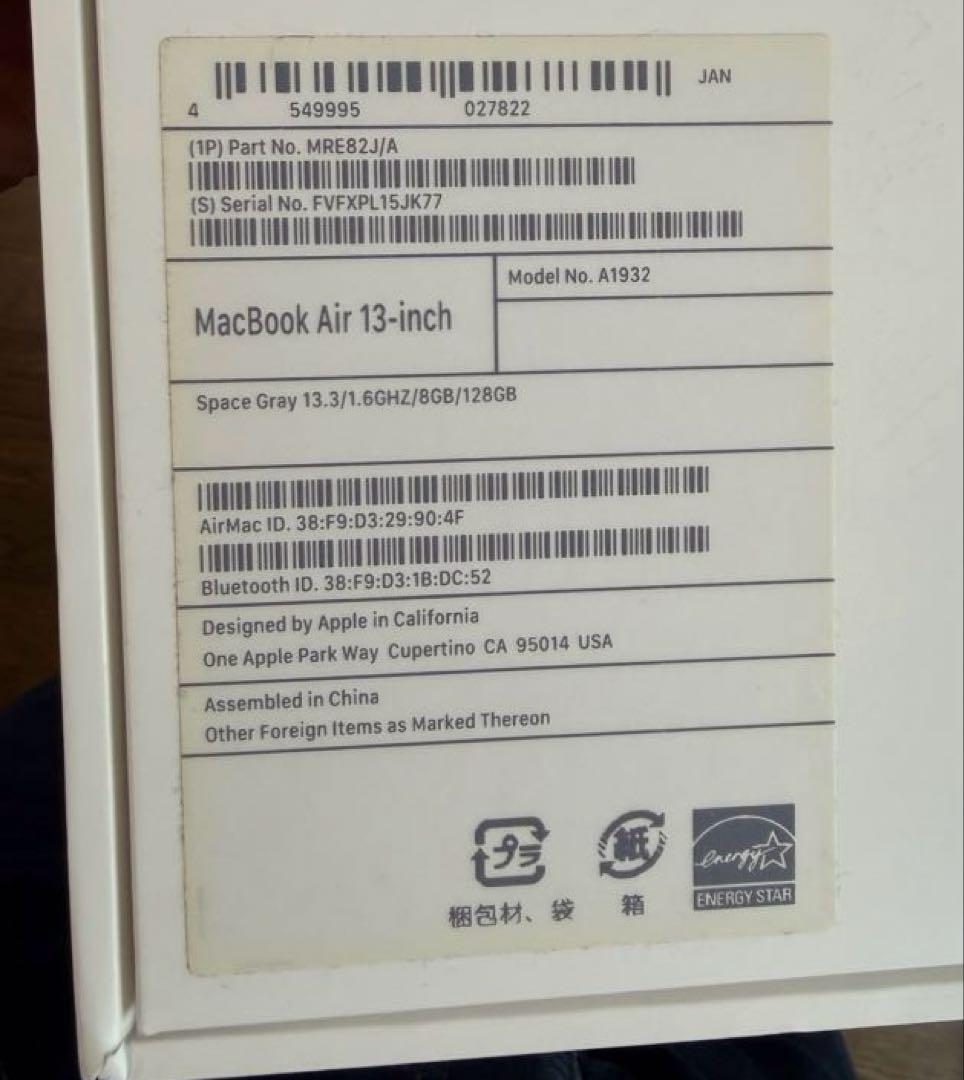 JAN
4 549995 027822
(1P) Part No. MRE82J/A
(S) Serial No. FVFXPL15JK77
MacBook Air 13-inch
Model No. A1932
Space Gray 13.3/1.6GHZ/8GB/128GB
AirMac ID. 38:F9:D3:29:90:4F
Bluetooth ID. 38:F9:D3:1B:DC:52
Designed by Apple in California
One Apple Park Way Cupertino CA 95014 USA
Assembled in China
Other Foreign Items as Marked Thereon
プラ
紙
energy
ENERGY STAR
梱包材、袋
箱